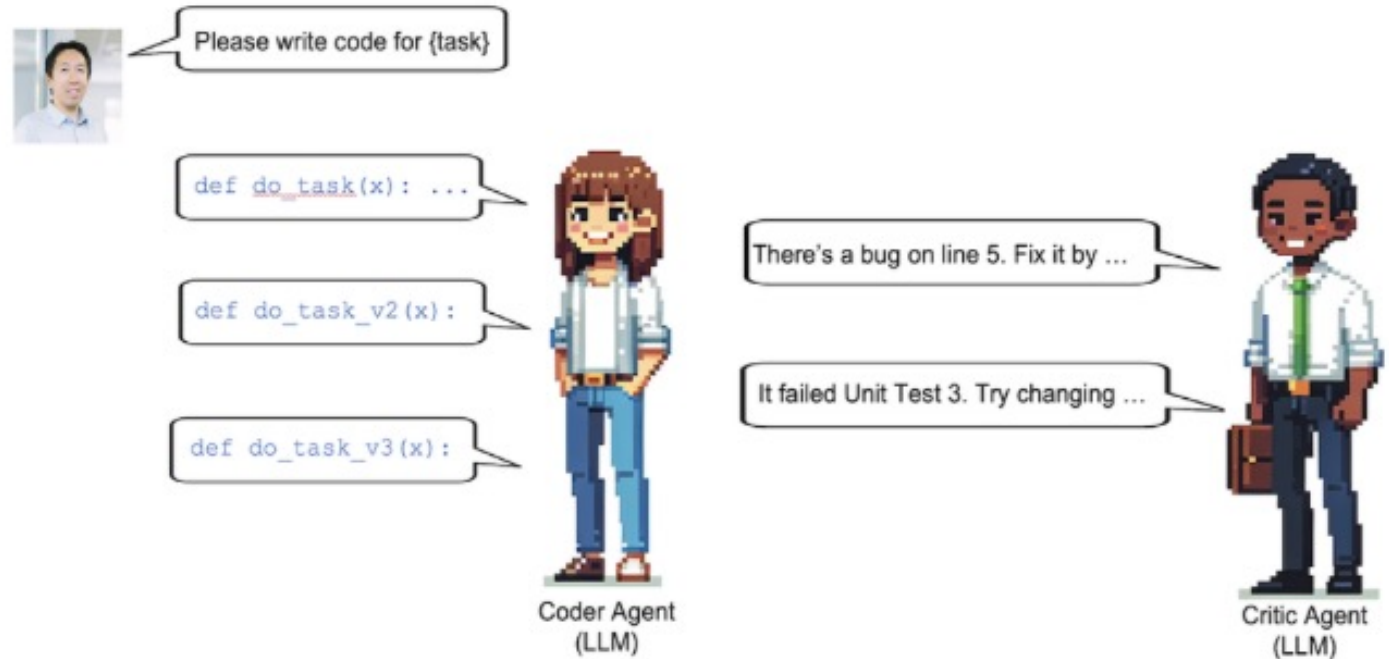 Please write code for {task}
def do_task(x): ...
There's a bug on line 5. Fix it by …
def do_task_v2(x):
It failed Unit Test 3. Try changing …
def do_task_v3(x):
Coder Agent
(LLM)
Critic Agent
(LLM)